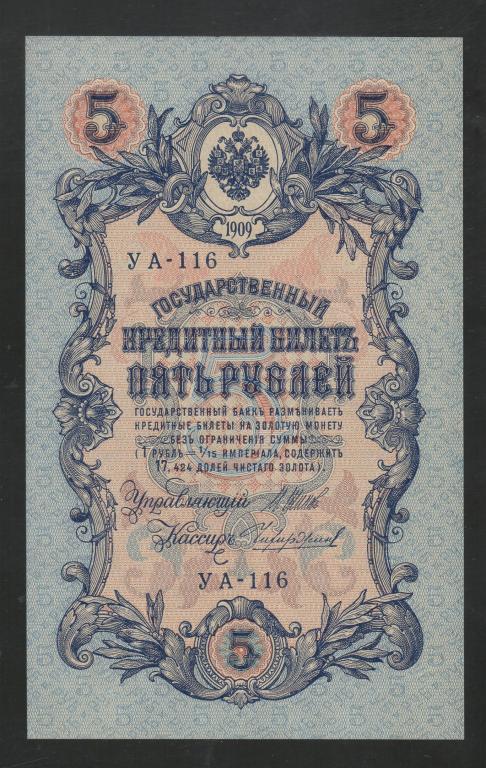 5 5
1909
УА-116
ГОСУДАРСТВЕННЫЙ
КРЕДИТНЫЙ БИЛЕТЪ
ПЯТЬ РУБЛЕЙ
ГОСУДАРСТВЕННЫЙ БАНКЪ РАЗМѢНИВАЕТЪ
КРЕДИТНЫЕ БИЛЕТЫ НА ЗОЛОТУЮ МОНЕТУ
БЕЗЪ ОГРАНИЧЕНІЯ СУММЫ
(1 РУБЛЬ = 1/15 ИМПЕРІАЛА, СОДЕРЖИТЪ
17,424 ДОЛЕЙ ЧИСТАГО ЗОЛОТА).
Управляющій
Кассиръ
УА-116
5